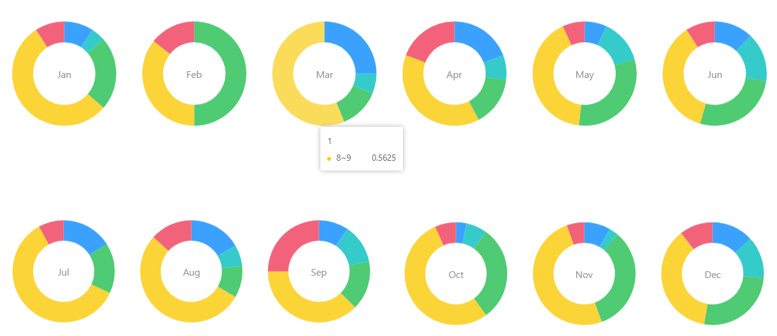 Jan
Feb
Mar
Apr
May
Jun
1
8~9 0.5625
Jul
Aug
Sep
Oct
Nov
Dec